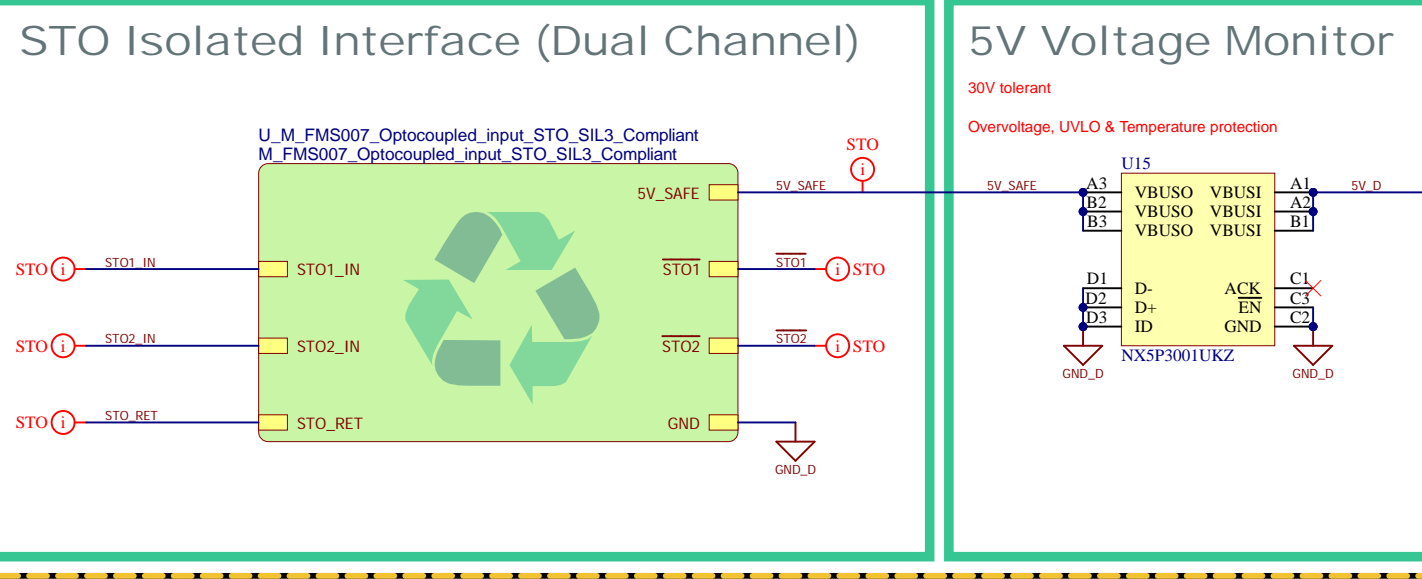 STO Isolated Interface (Dual Channel)
5V Voltage Monitor
30V tolerant
Overvoltage, UVLO & Temperature protection
U_M_FMS007_Optocoupled_input_STO_SIL3_Compliant
M_FMS007_Optocoupled_input_STO_SIL3_Compliant
STO
i
5V_SAFE
5V_SAFE
5V_SAFE
STO i STO1_IN
STO1_IN
STO1
STO1
i STO
STO i STO2_IN
STO2_IN
STO2
STO2
i STO
STO i STO_RET
STO_RET
GND
GND_D
U15
A3 VBUSO VBUSI A1 5V_D
B2 VBUSO VBUSI A2
B3 VBUSO VBUSI B1
D1 D- ACK C1
D2 D+ EN C3
D3 ID GND C2
NX5P3001UKZ
GND_D
GND_D